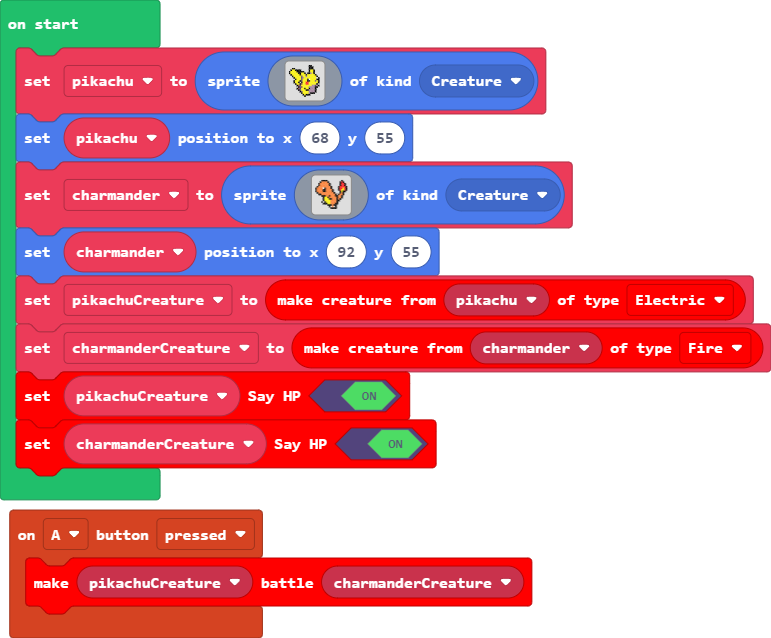 on start
set pikachu to sprite of kind Creature
set pikachu position to x 68 y 55
set charmander to sprite of kind Creature
set charmander position to x 92 y 55
set pikachuCreature to make creature from pikachu of type Electric
set charmanderCreature to make creature from charmander of type Fire
set pikachuCreature Say HP ON
set charmanderCreature Say HP ON
on A button pressed
make pikachuCreature battle charmanderCreature